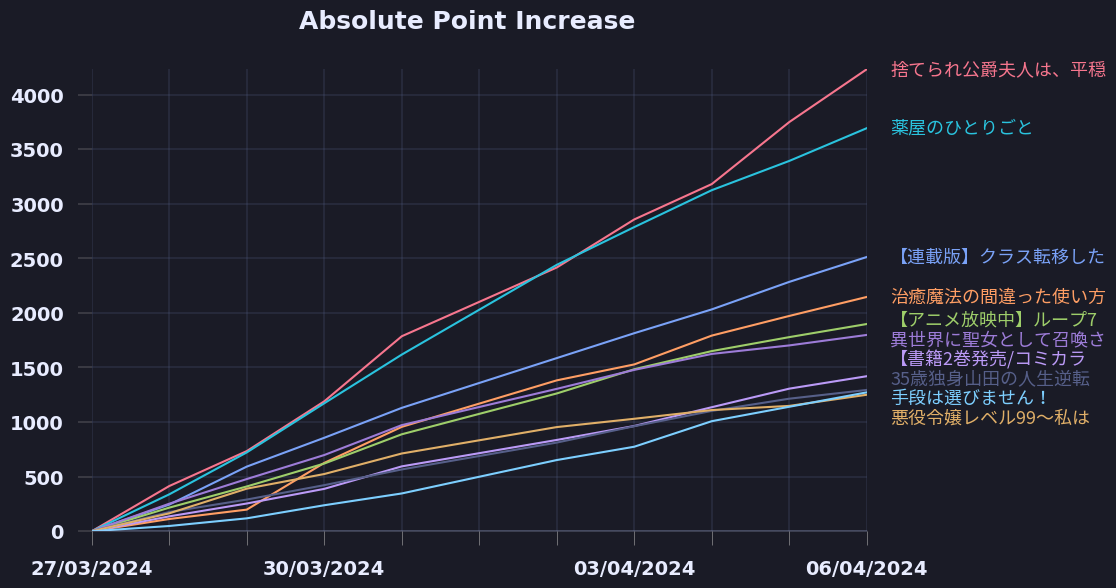 Absolute Point Increase
4000
3500
3000
2500
2000
1500
1000
500
0
27/03/2024
30/03/2024
03/04/2024
06/04/2024
捨てられ公爵夫人は、平穏
薬屋のひとりごと
【連載版】クラス転移した
治癒魔法の間違った使い方
【アニメ放映中】ループ7
異世界に聖女として召喚さ
【書籍2巻発売/コミカラ
35歳独身山田の人生逆転
手段は選びません！
悪役令嬢レベル99～私は